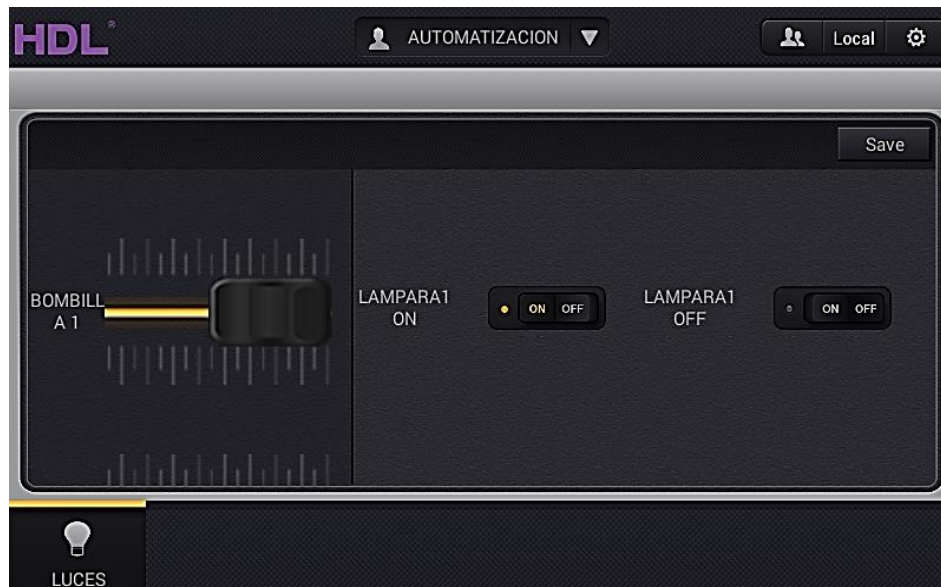 HDL®
AUTOMATIZACION
Local
Save
BOMBILL
A 1
LAMPARA1
ON
ON OFF
LAMPARA1
OFF
ON OFF
LUCES